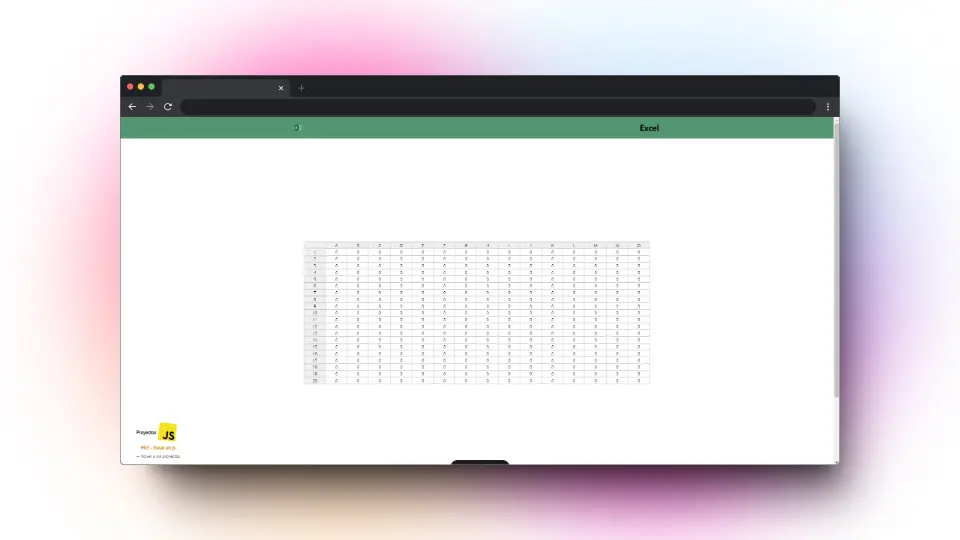 Excel
A B C D E F G H I J K L M N O
1 0 0 0 0 0 0 0 0 0 0 0 0 0 0 0
2 0 0 0 0 0 0 0 0 0 0 0 0 0 0 0
3 0 0 0 0 0 0 0 0 0 0 0 0 0 0 0
4 0 0 0 0 0 0 0 0 0 0 0 0 0 0 0
5 0 0 0 0 0 0 0 0 0 0 0 0 0 0 0
6 0 0 0 0 0 0 0 0 0 0 0 0 0 0 0
7 0 0 0 0 0 0 0 0 0 0 0 0 0 0 0
8 0 0 0 0 0 0 0 0 0 0 0 0 0 0 0
9 0 0 0 0 0 0 0 0 0 0 0 0 0 0 0
10 0 0 0 0 0 0 0 0 0 0 0 0 0 0 0
11 0 0 0 0 0 0 0 0 0 0 0 0 0 0 0
12 0 0 0 0 0 0 0 0 0 0 0 0 0 0 0
13 0 0 0 0 0 0 0 0 0 0 0 0 0 0 0
14 0 0 0 0 0 0 0 0 0 0 0 0 0 0 0
15 0 0 0 0 0 0 0 0 0 0 0 0 0 0 0
16 0 0 0 0 0 0 0 0 0 0 0 0 0 0 0
17 0 0 0 0 0 0 0 0 0 0 0 0 0 0 0
18 0 0 0 0 0 0 0 0 0 0 0 0 0 0 0
19 0 0 0 0 0 0 0 0 0 0 0 0 0 0 0
20 0 0 0 0 0 0 0 0 0 0 0 0 0 0 0
Proyectos JS
← Volver a los proyectos